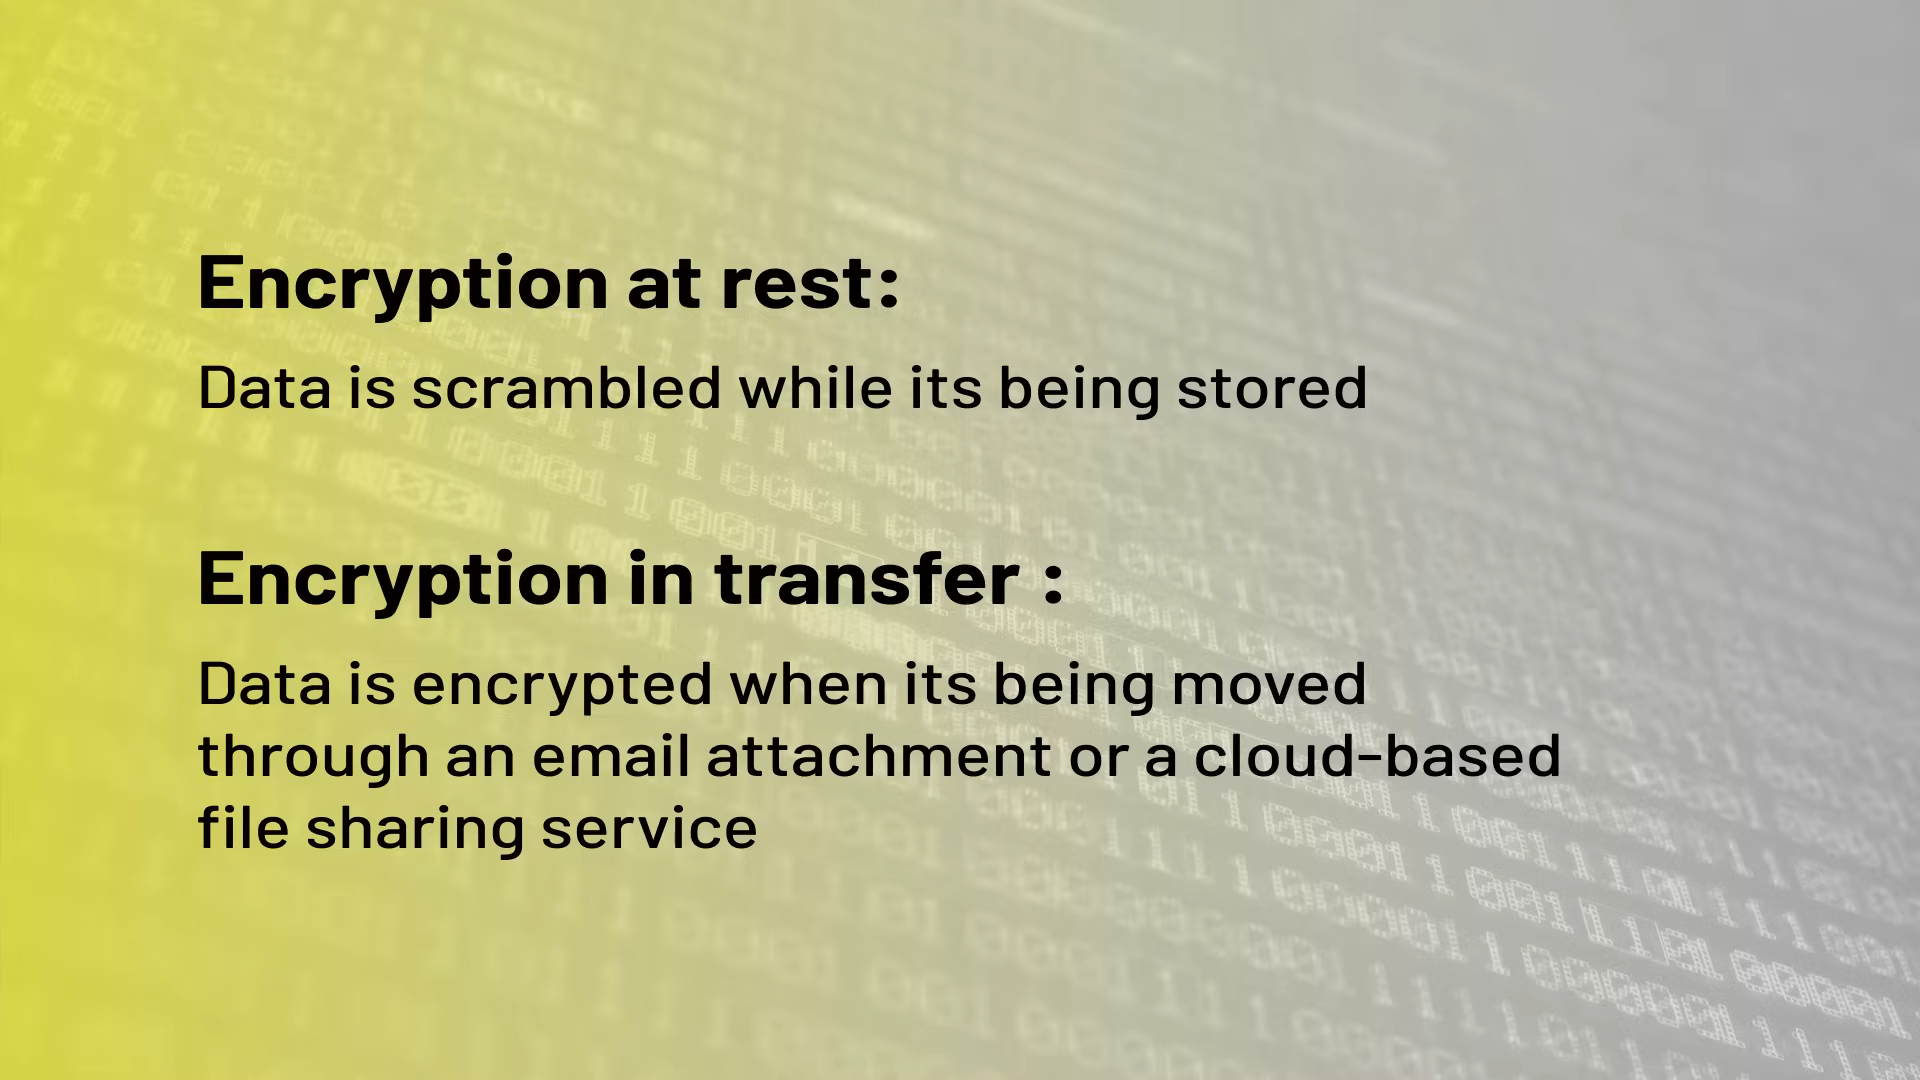 Encryption at rest:
Data is scrambled while its being stored
Encryption in transfer :
Data is encrypted when its being moved
through an email attachment or a cloud-based
file sharing service